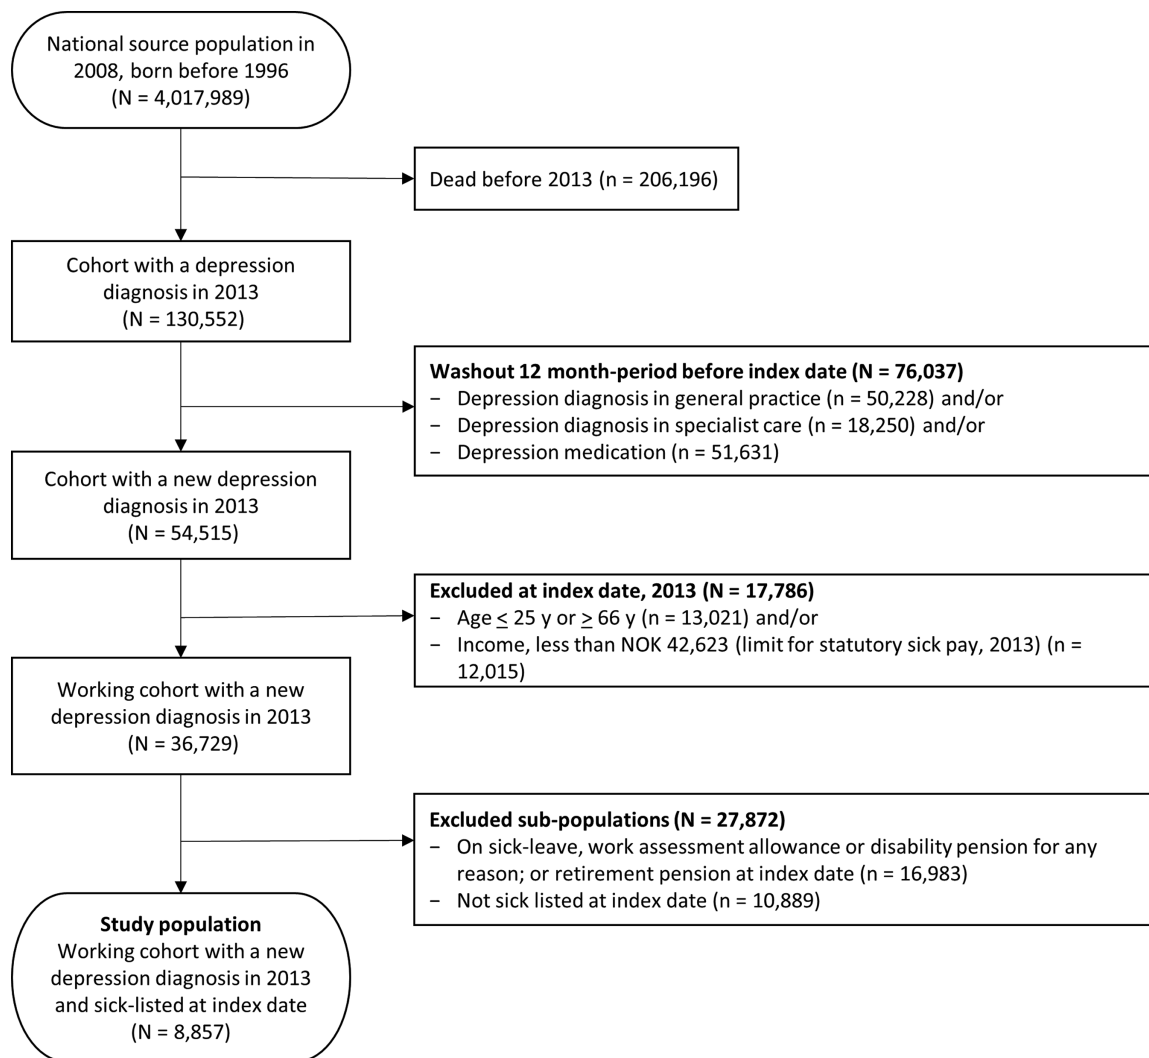 National source population in
2008, born before 1996
(N = 4,017,989)
Dead before 2013 (n = 206,196)
Cohort with a depression
diagnosis in 2013
(N = 130,552)
Washout 12 month-period before index date (N = 76,037)
− Depression diagnosis in general practice (n = 50,228) and/or
− Depression diagnosis in specialist care (n = 18,250) and/or
− Depression medication (n = 51,631)
Cohort with a new depression
diagnosis in 2013
(N = 54,515)
Excluded at index date, 2013 (N = 17,786)
− Age ≤ 25 y or ≥ 66 y (n = 13,021) and/or
− Income, less than NOK 42,623 (limit for statutory sick pay, 2013) (n =
12,015)
Working cohort with a new
depression diagnosis in 2013
(N = 36,729)
Excluded sub-populations (N = 27,872)
− On sick-leave, work assessment allowance or disability pension for any
reason; or retirement pension at index date (n = 16,983)
− Not sick listed at index date (n = 10,889)
Study population
Working cohort with a new
depression diagnosis in 2013
and sick-listed at index date
(N = 8,857)